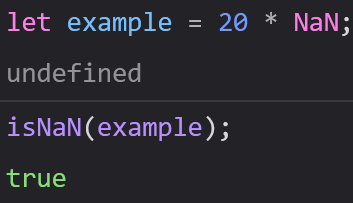 let example = 20 * NaN;
undefined
isNaN(example);
true